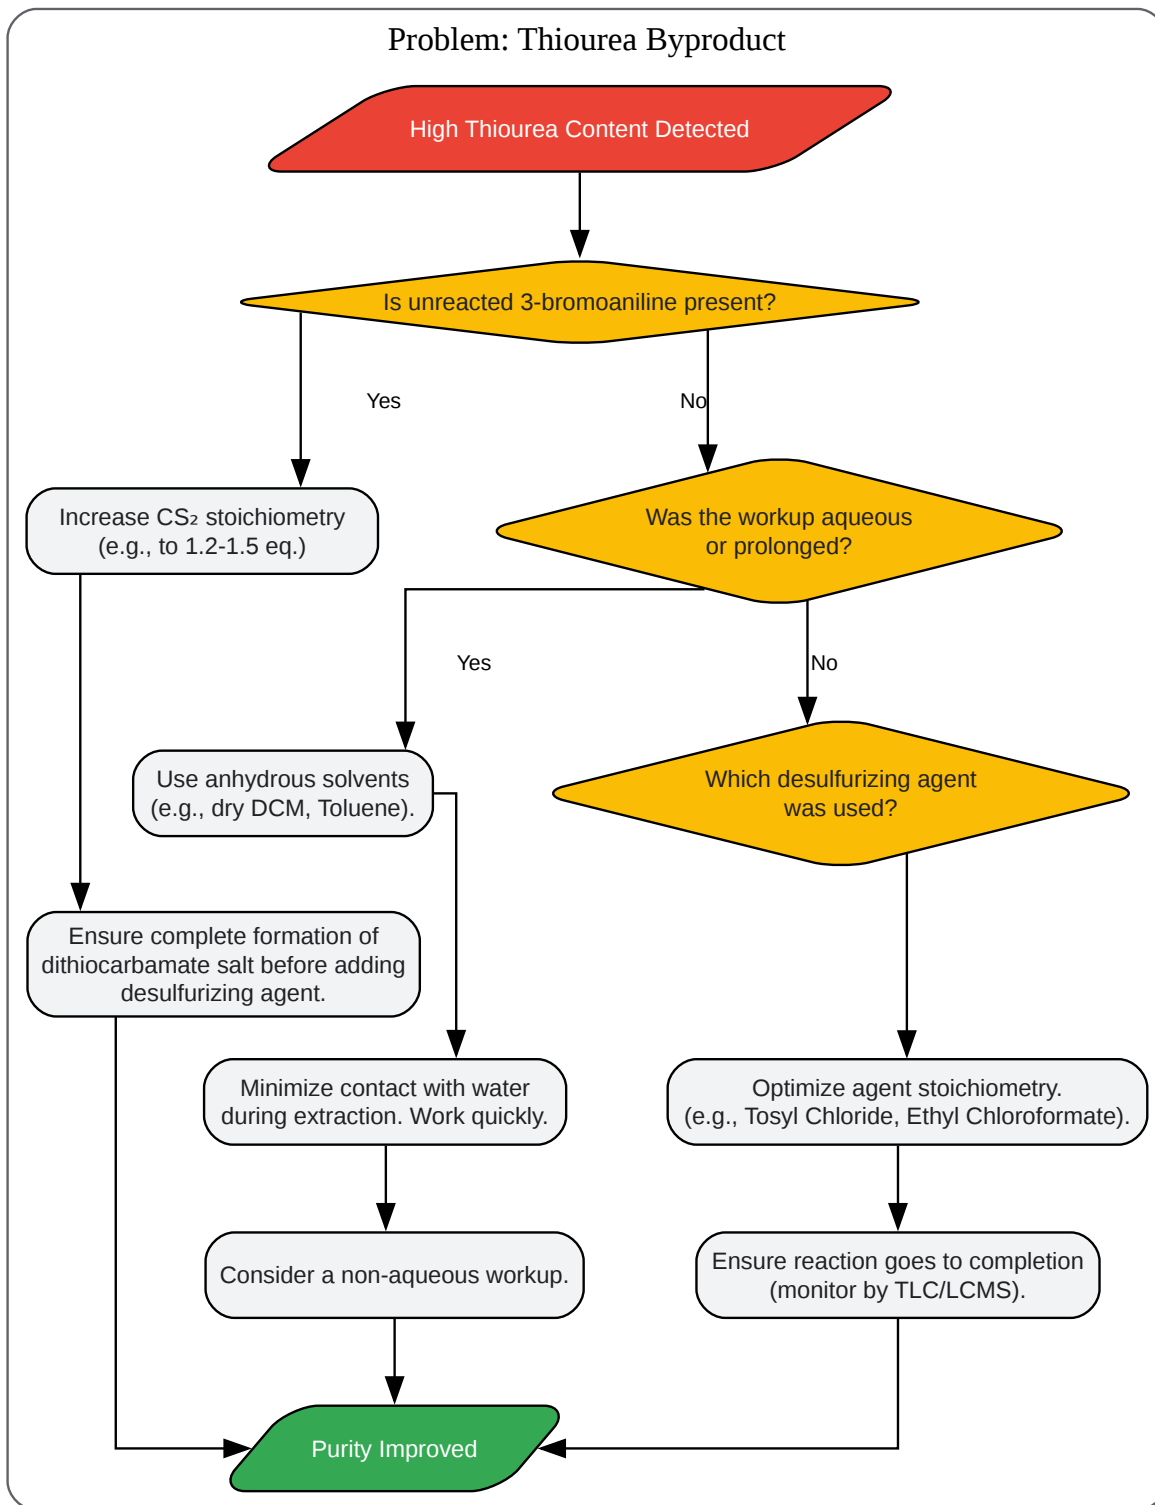 Problem: Thiourea Byproduct
High Thiourea Content Detected
Is unreacted 3-bromoaniline present?
Yes
No
Increase CS₂ stoichiometry
(e.g., to 1.2-1.5 eq.)
Was the workup aqueous
or prolonged?
Yes
No
Use anhydrous solvents
(e.g., dry DCM, Toluene).
Which desulfurizing agent
was used?
Ensure complete formation of
dithiocarbamate salt before adding
desulfurizing agent.
Minimize contact with water
during extraction. Work quickly.
Optimize agent stoichiometry.
(e.g., Tosyl Chloride, Ethyl Chloroformate).
Consider a non-aqueous workup.
Ensure reaction goes to completion
(monitor by TLC/LCMS).
Purity Improved